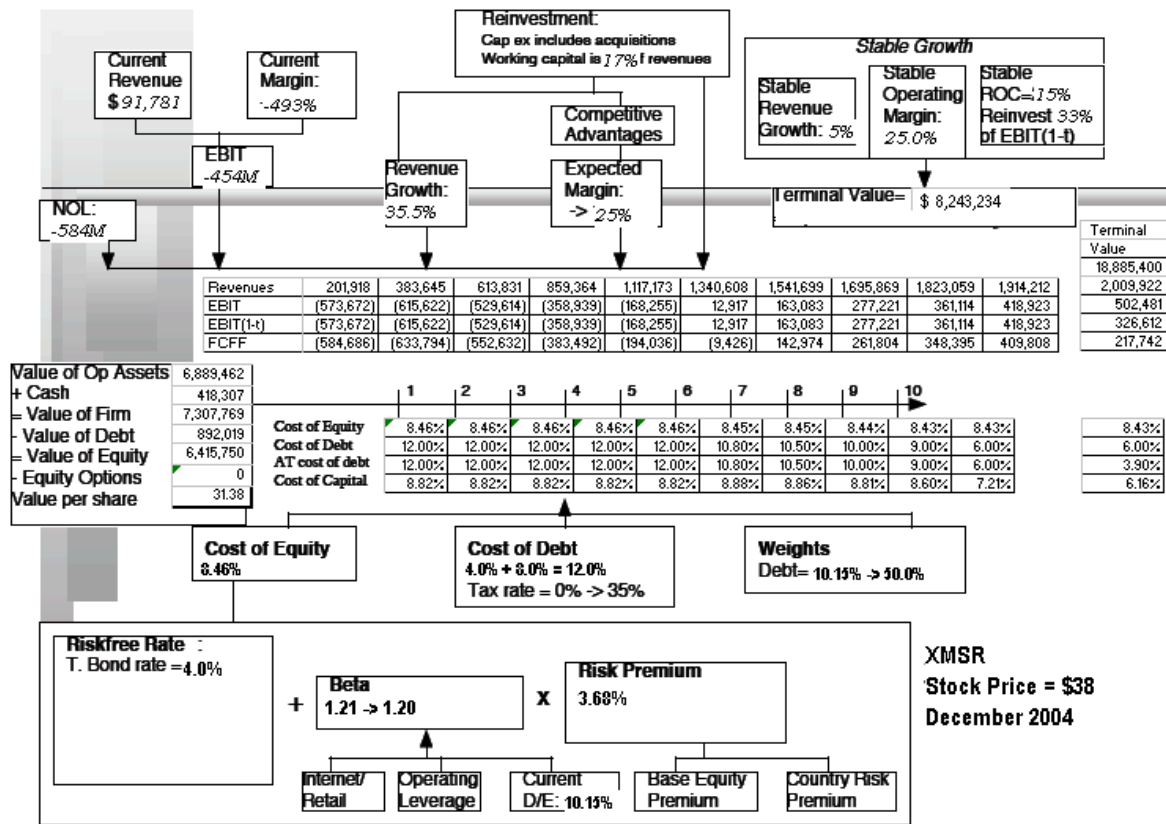 Reinvestment:
Cap ex includes acquisitions
Working capital is 17% f revenues
Current
Revenue
$ 91,781
Current
Margin:
-493%
Stable Growth
Stable
Revenue
Growth: 5%
Stable
Operating
Margin:
25.0%
Stable
ROC=15%
Reinvest 33%
of EBIT(1-t)
Competitive
Advantages
EBIT
-454M
Revenue
Growth:
35.5%
Expected
Margin:
-> 25%
NOL:
-584M
Terminal Value= $ 8,243,234
Terminal
Value
18,885,400
Revenues 201,918 383,645 613,831 859,364 1,117,173 1,340,608 1,541,699 1,695,869 1,823,059 1,914,212 2,009,922
EBIT (573,672) (615,622) (529,614) (358,939) (168,255) 12,917 163,083 277,221 361,114 418,923 502,481
EBIT(1-t) (573,672) (615,622) (529,614) (358,939) (168,255) 12,917 163,083 277,221 361,114 418,923 326,612
FCFF (584,686) (633,794) (552,632) (383,492) (194,036) (9,426) 142,974 261,804 348,395 409,808 217,742
Value of Op Assets 6,889,462
+ Cash 418,307
= Value of Firm 7,307,769
- Value of Debt 892,019
= Value of Equity 6,415,750
- Equity Options 0
Value per share 31.38
1 2 3 4 5 6 7 8 9 10
Cost of Equity 8.46% 8.46% 8.46% 8.46% 8.46% 8.45% 8.45% 8.44% 8.43% 8.43% 8.43%
Cost of Debt 12.00% 12.00% 12.00% 12.00% 12.00% 10.80% 10.50% 10.00% 9.00% 6.00% 6.00%
AT cost of debt 12.00% 12.00% 12.00% 12.00% 12.00% 10.80% 10.50% 10.00% 9.00% 6.00% 3.90%
Cost of Capital 8.82% 8.82% 8.82% 8.82% 8.82% 8.88% 8.86% 8.81% 8.60% 7.21% 6.16%
Cost of Equity
8.46%
Cost of Debt
4.0% + 8.0% = 12.0%
Tax rate = 0% -> 35%
Weights
Debt= 10.15% -> 50.0%
Riskfree Rate :
T. Bond rate =4.0%
+
Beta
1.21 -> 1.20
X
Risk Premium
3.68%
XMSR
Stock Price = $38
December 2004
Internet/
Retail
Operating
Leverage
Current
D/E: 10.15%
Base Equity
Premium
Country Risk
Premium